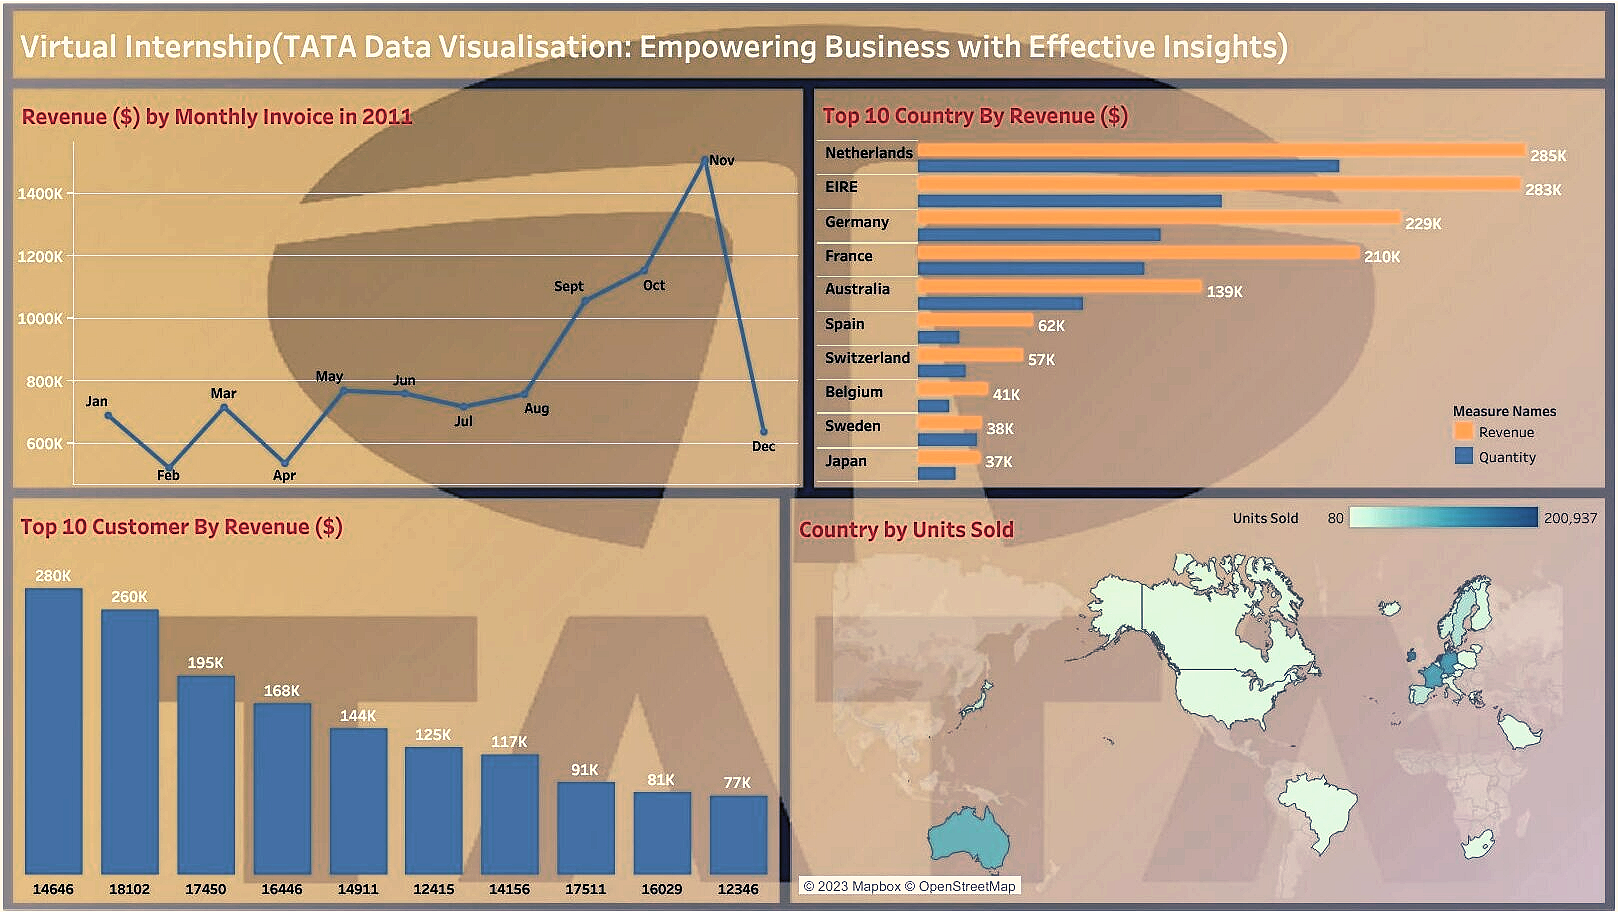 Virtual Internship(TATA Data Visualisation: Empowering Business with Effective Insights)
Revenue ($) by Monthly Invoice in 2011
1400K
1200K
1000K
800K
600K
Jan
Feb
Mar
Apr
May
Jun
Jul
Aug
Sept
Oct
Nov
Dec
Top 10 Country By Revenue ($)
Netherlands 285K
EIRE 283K
Germany 229K
France 210K
Australia 139K
Spain 62K
Switzerland 57K
Belgium 41K
Sweden 38K
Japan 37K
Measure Names
Revenue
Quantity
Top 10 Customer By Revenue ($)
280K
260K
195K
168K
144K
125K
117K
91K
81K
77K
14646 18102 17450 16446 14911 12415 14156 17511 16029 12346
Country by Units Sold
Units Sold 80 200,937
© 2023 Mapbox © OpenStreetMap
TATA